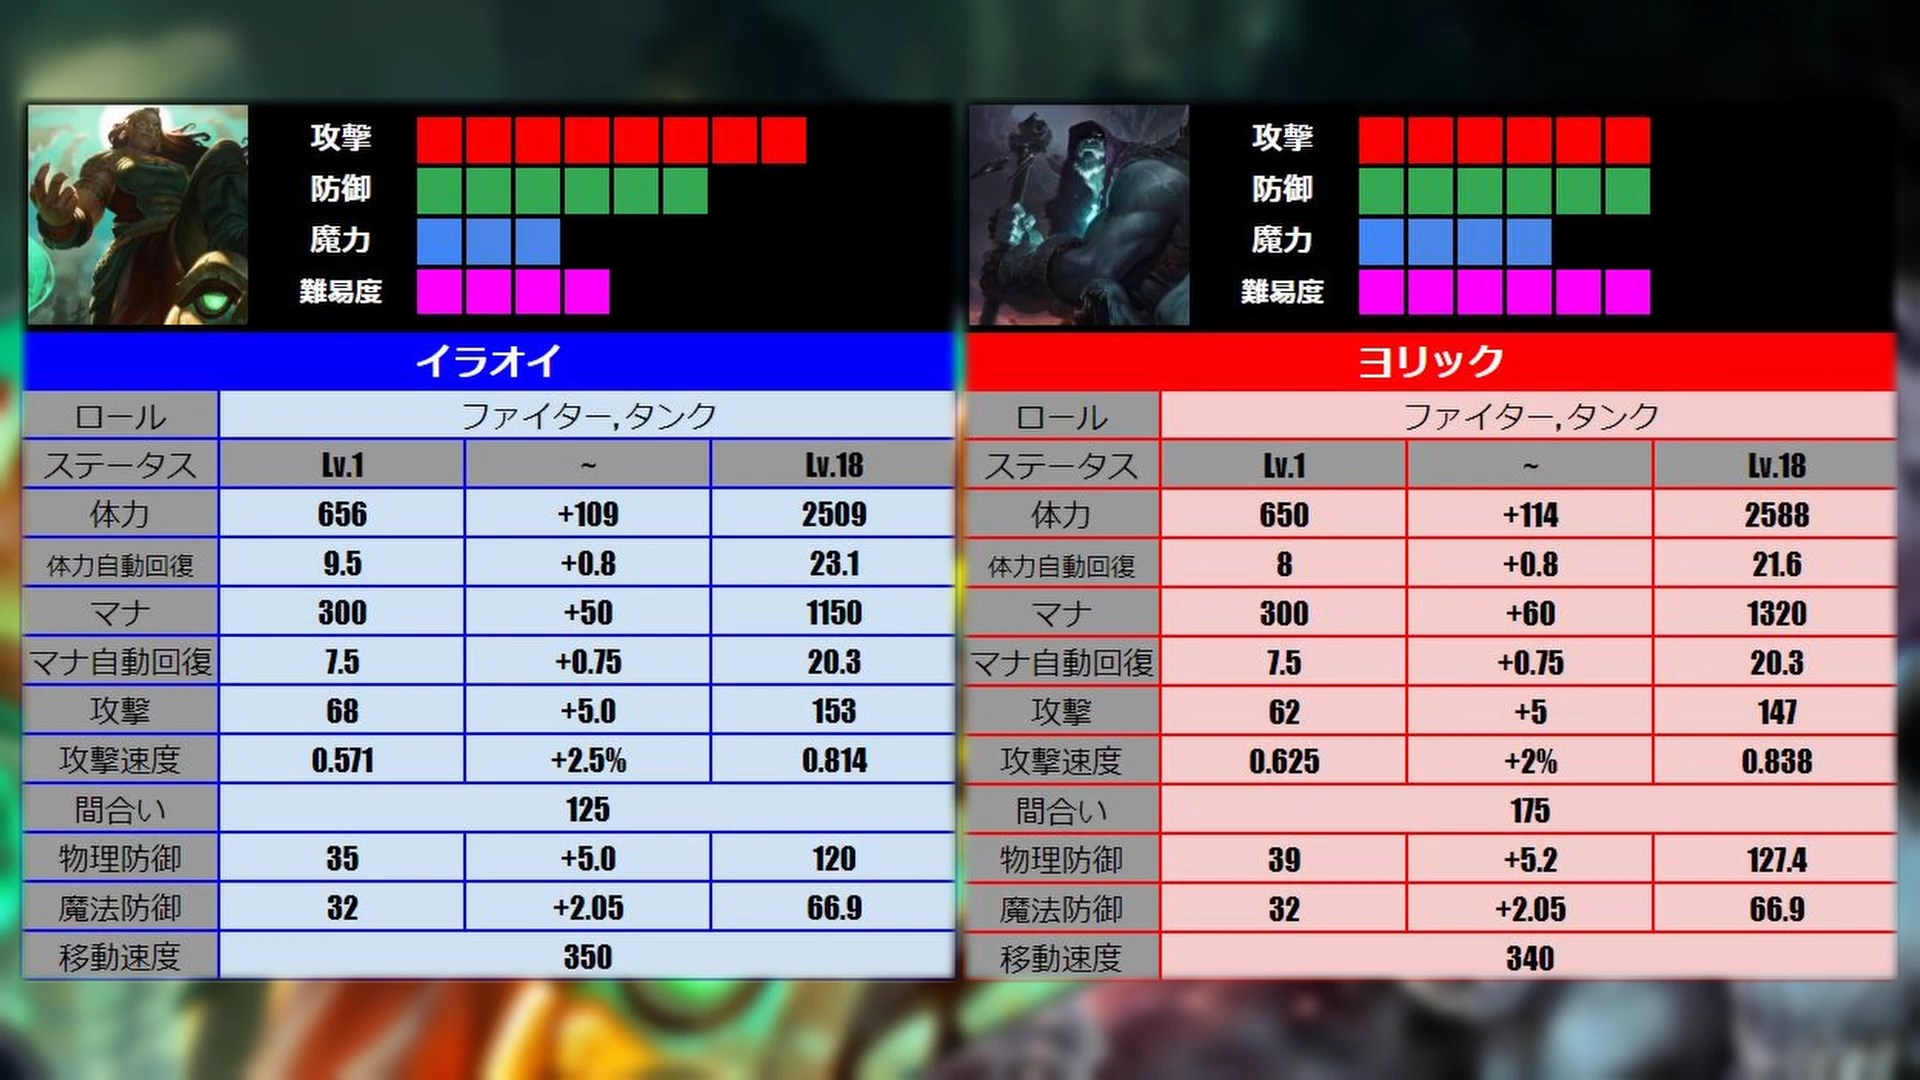 攻撃
防御
魔力
難易度
イラオイ
ロール ファイター,タンク
ステータス Lv.1 ~ Lv.18
体力 656 +109 2509
体力自動回復 9.5 +0.8 23.1
マナ 300 +50 1150
マナ自動回復 7.5 +0.75 20.3
攻撃 68 +5.0 153
攻撃速度 0.571 +2.5% 0.814
間合い 125
物理防御 35 +5.0 120
魔法防御 32 +2.05 66.9
移動速度 350
攻撃
防御
魔力
難易度
ヨリック
ロール ファイター,タンク
ステータス Lv.1 ~ Lv.18
体力 650 +114 2588
体力自動回復 8 +0.8 21.6
マナ 300 +60 1320
マナ自動回復 7.5 +0.75 20.3
攻撃 62 +5 147
攻撃速度 0.625 +2% 0.838
間合い 175
物理防御 39 +5.2 127.4
魔法防御 32 +2.05 66.9
移動速度 340